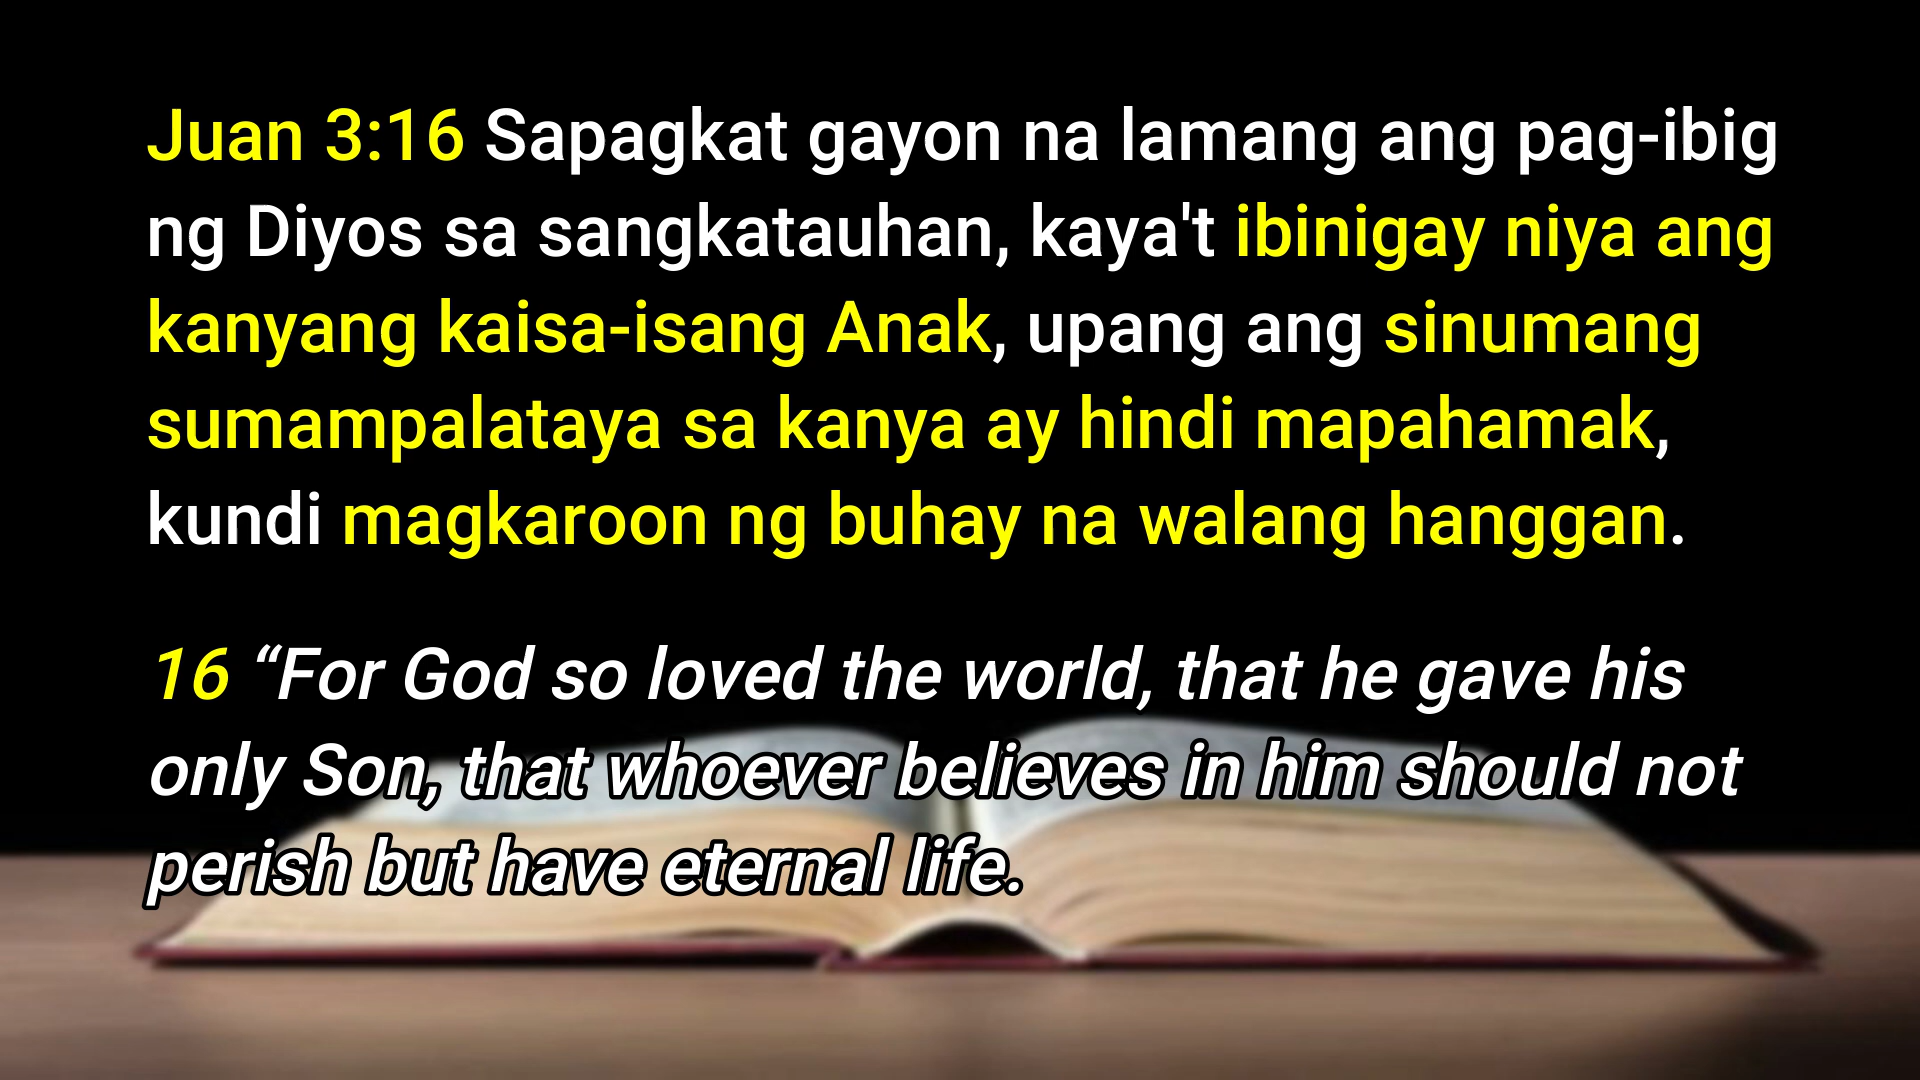 Juan 3:16 Sapagkat gayon na lamang ang pag-ibig
ng Diyos sa sangkatauhan, kaya't ibinigay niya ang
kanyang kaisa-isang Anak, upang ang sinumang
sumampalataya sa kanya ay hindi mapahamak,
kundi magkaroon ng buhay na walang hanggan.
16 “For God so loved the world, that he gave his
only Son, that whoever believes in him should not
perish but have eternal life.